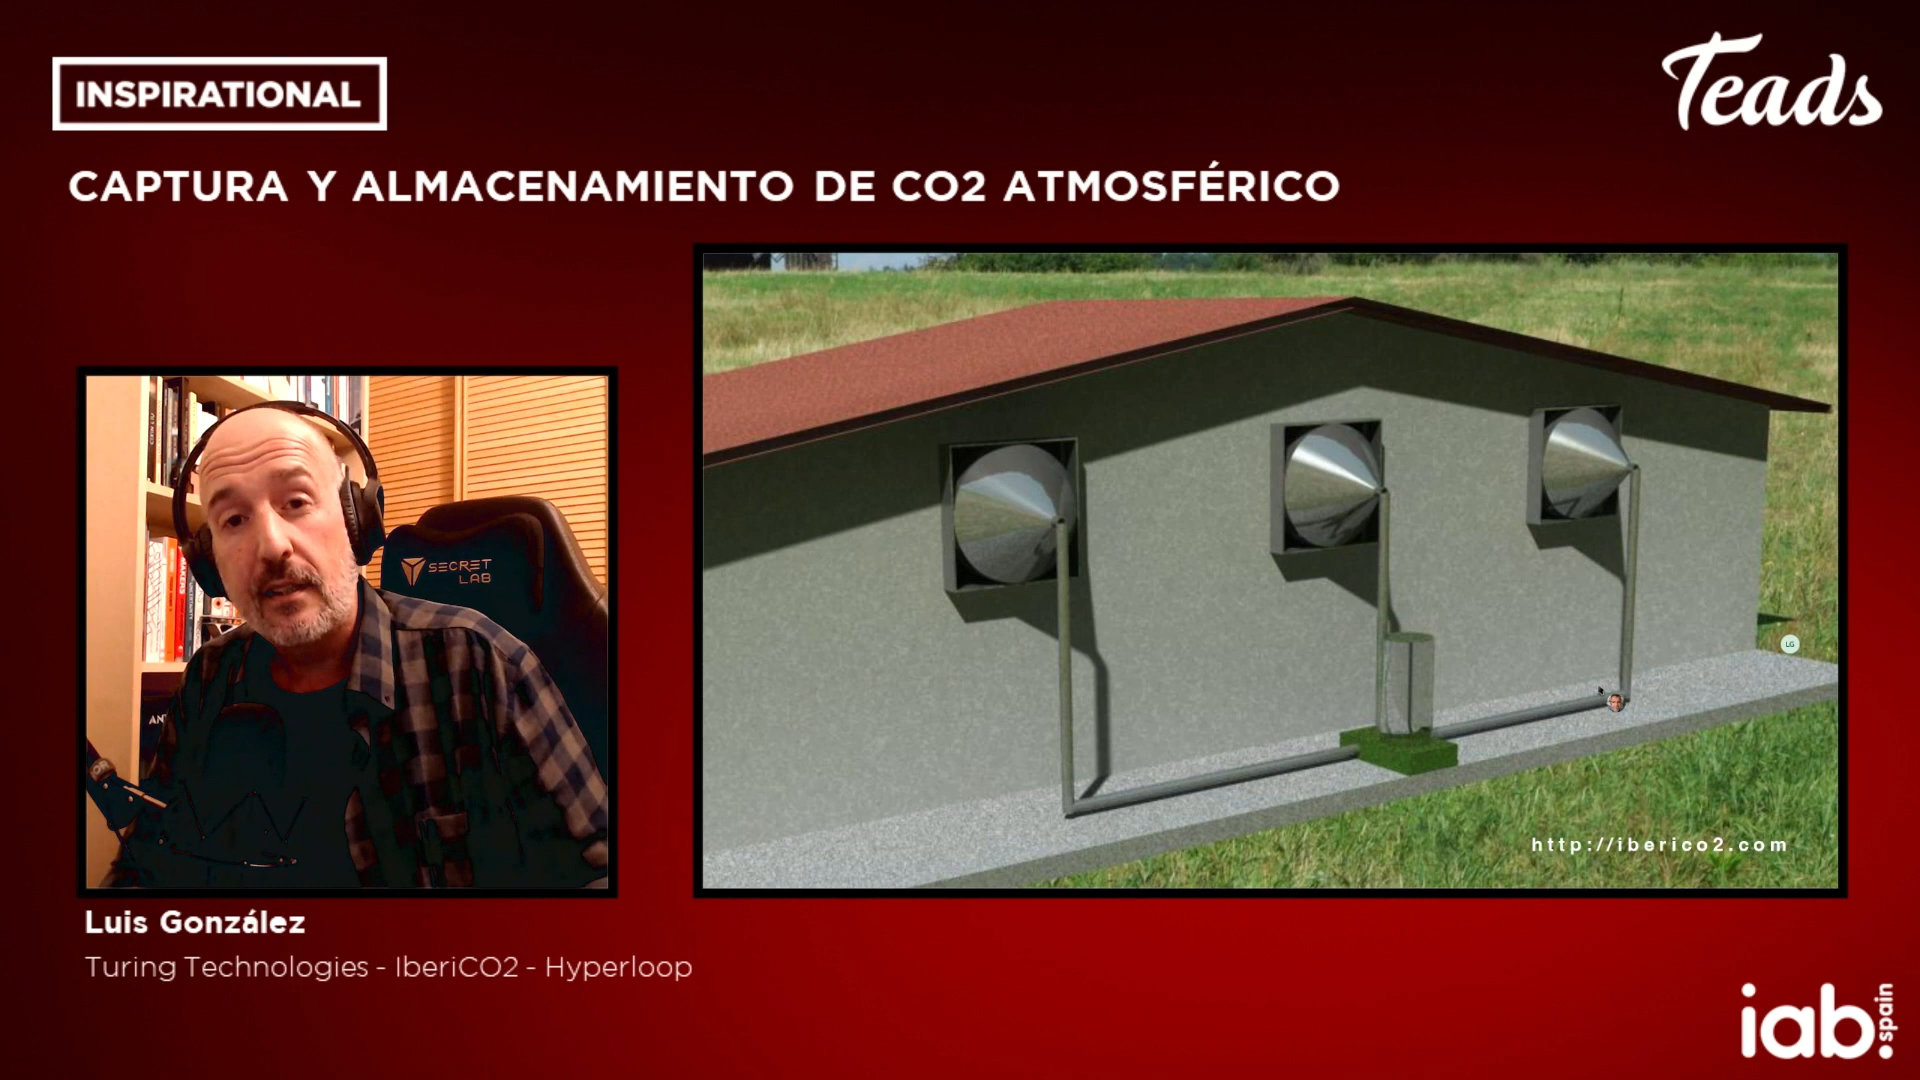 INSPIRATIONAL
Teads
CAPTURA Y ALMACENAMIENTO DE CO2 ATMOSFÉRICO
SECRET
LAB
LG
http://iberico2.com
Luis González
Turing Technologies - IberiCO2 - Hyperloop
iab.
spain